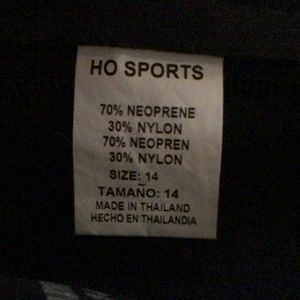 HO SPORTS
70% NEOPRENE
30% NYLON
70% NEOPREN
30% NYLON
SIZE: 14
TAMAÑO: 14
MADE IN THAILAND
HECHO EN THAILANDIA